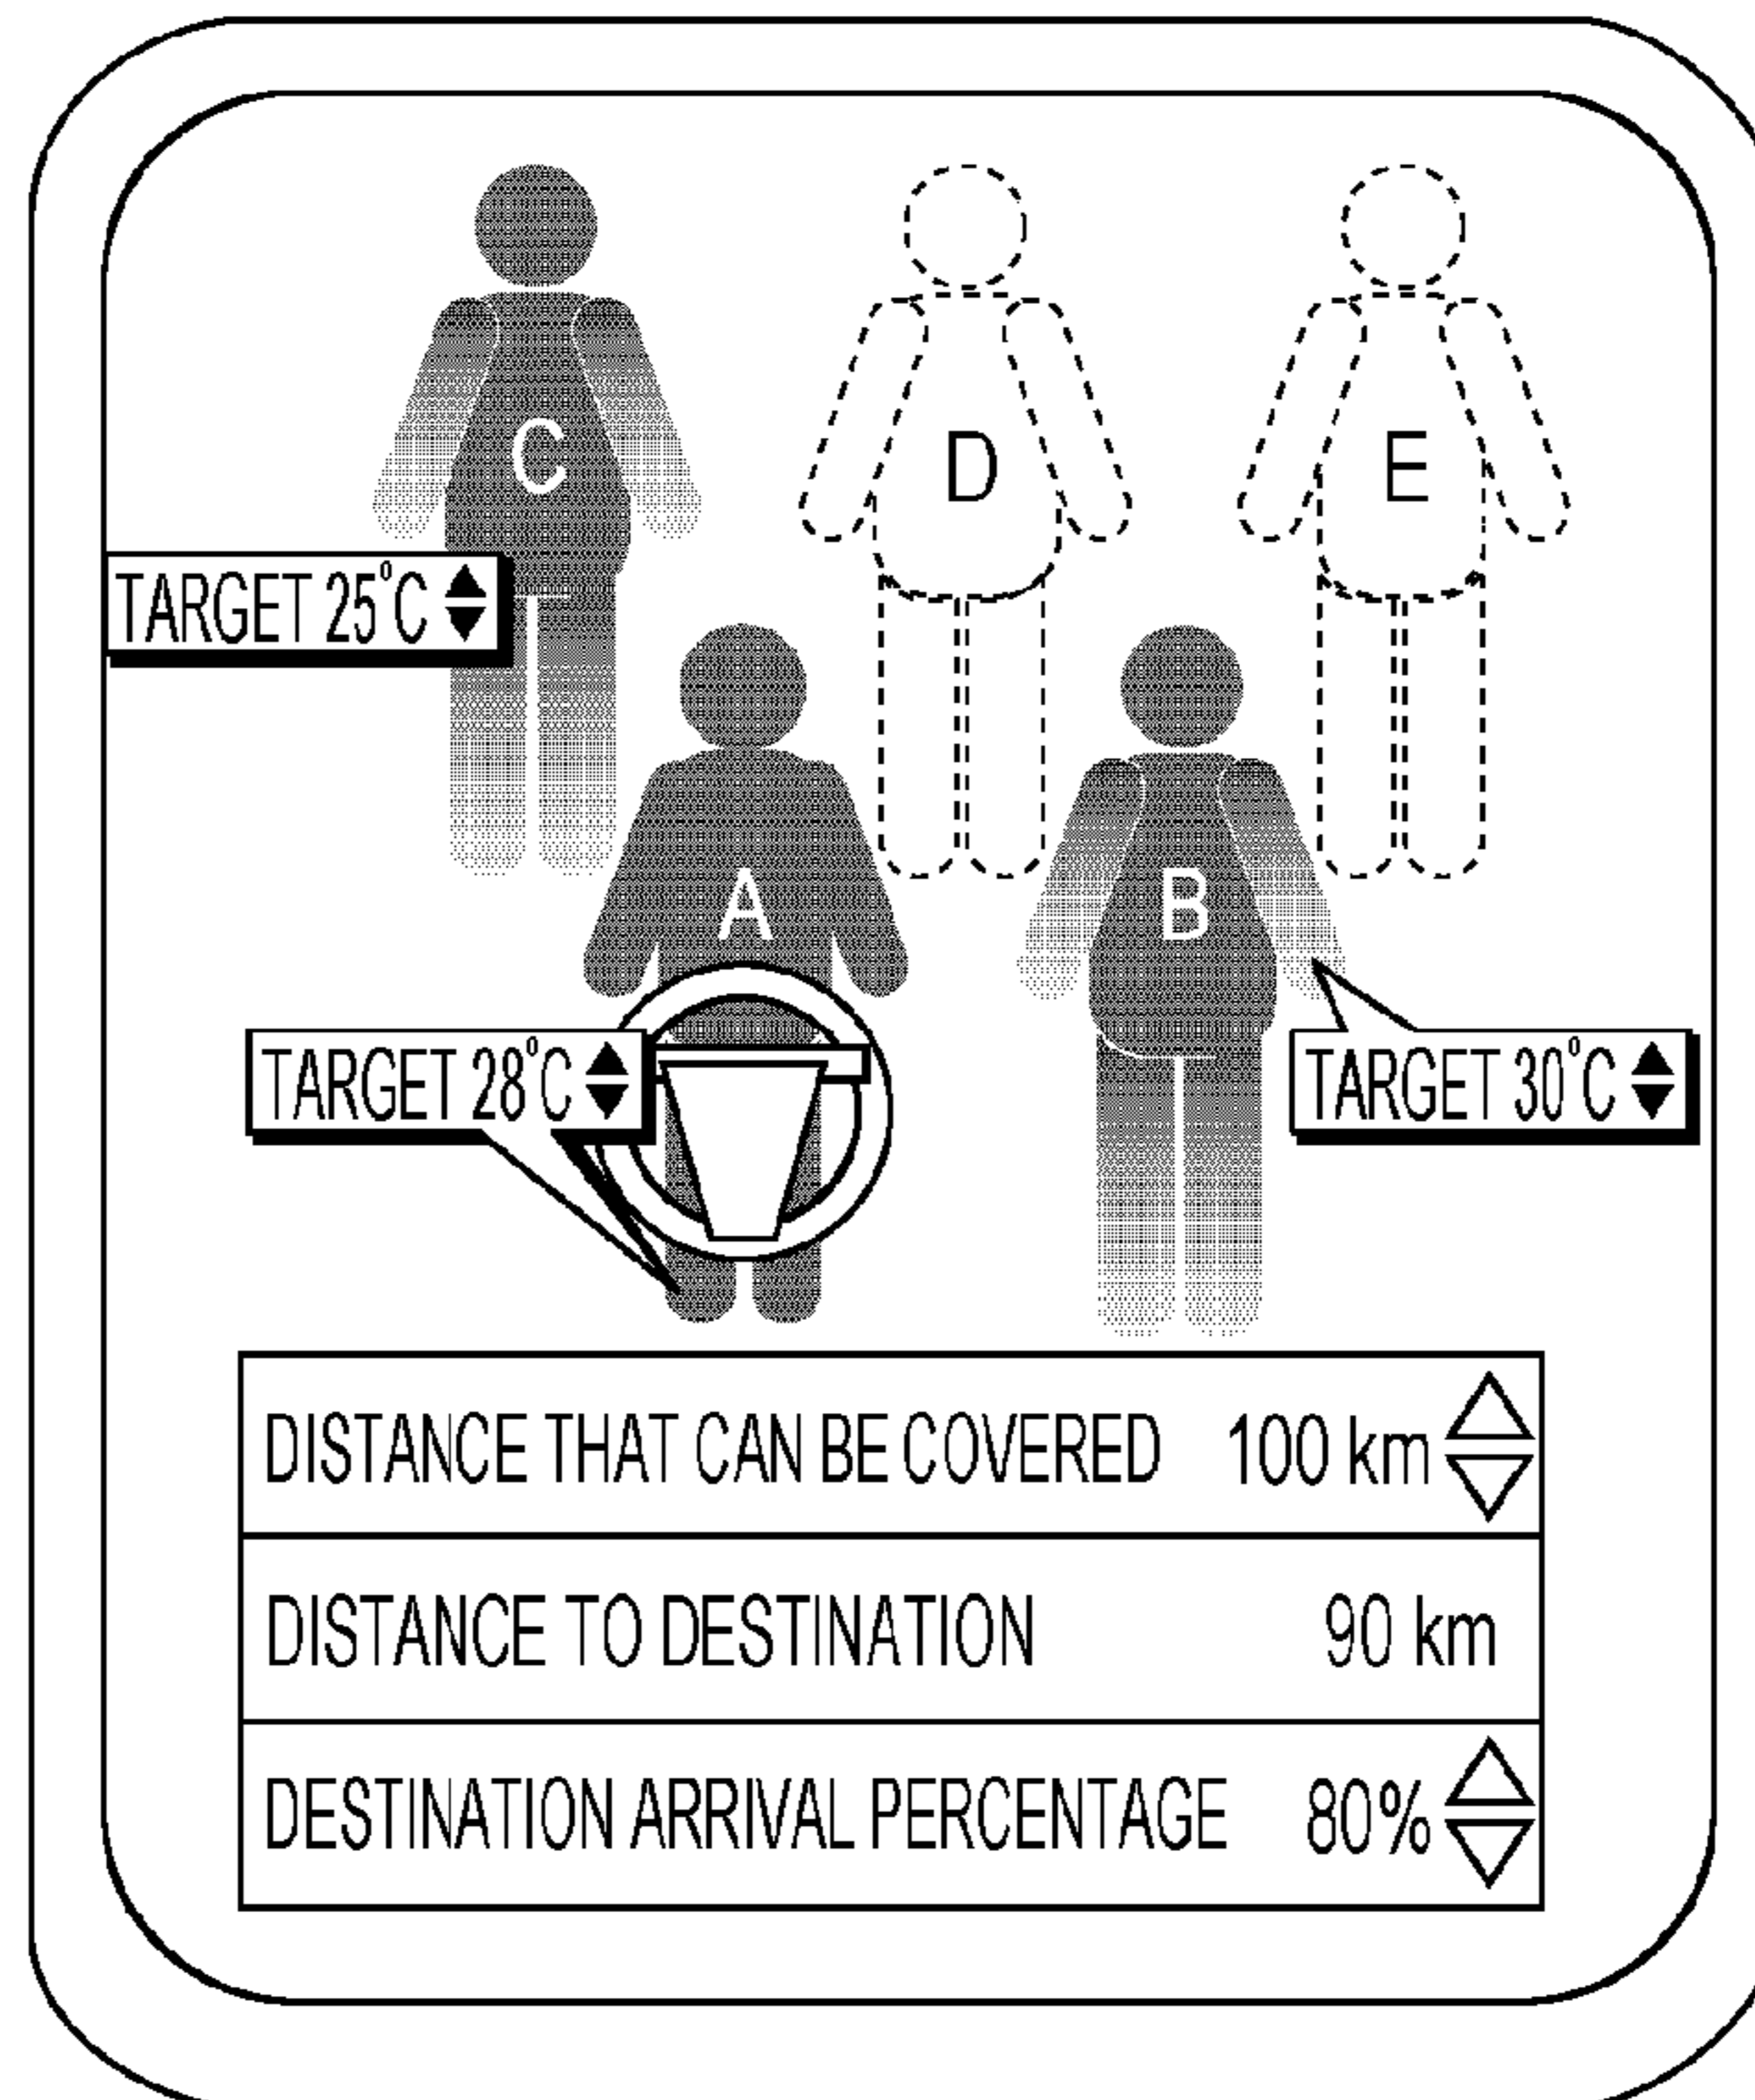 C
D
E
TARGET 25°C
A
B
TARGET 28°C
TARGET 30°C
DISTANCE THAT CAN BE COVERED 100 km
DISTANCE TO DESTINATION 90 km
DESTINATION ARRIVAL PERCENTAGE 80%